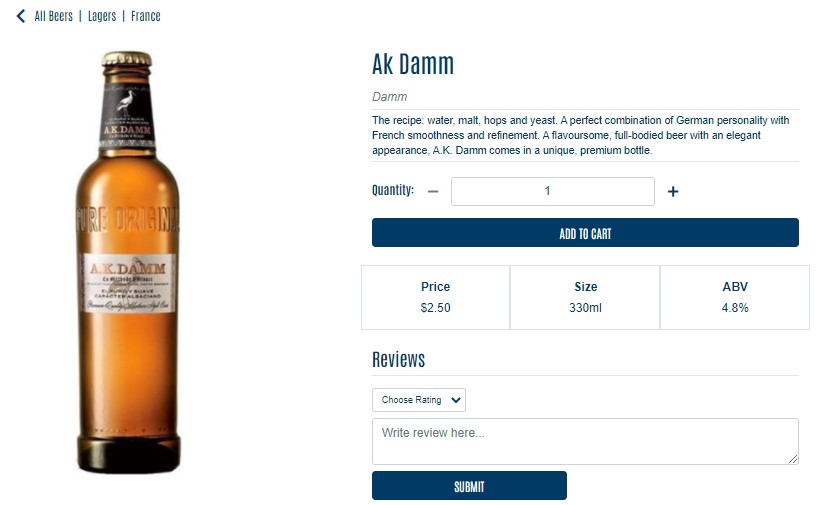 All Beers | Lagers | France
Ak Damm
Damm
The recipe: water, malt, hops and yeast. A perfect combination of German personality with
French smoothness and refinement. A flavoursome, full-bodied beer with an elegant
appearance, A.K. Damm comes in a unique, premium bottle.
Quantity: − 1 +
ADD TO CART
Price Size ABV
$2.50 330ml 4.8%
Reviews
Choose Rating
Write review here...
SUBMIT
A.K.DAMM
PURE ORIGINAL
A.K.DAMM
EL PURO Y SUAVE
CARÁCTER ALSACIANO